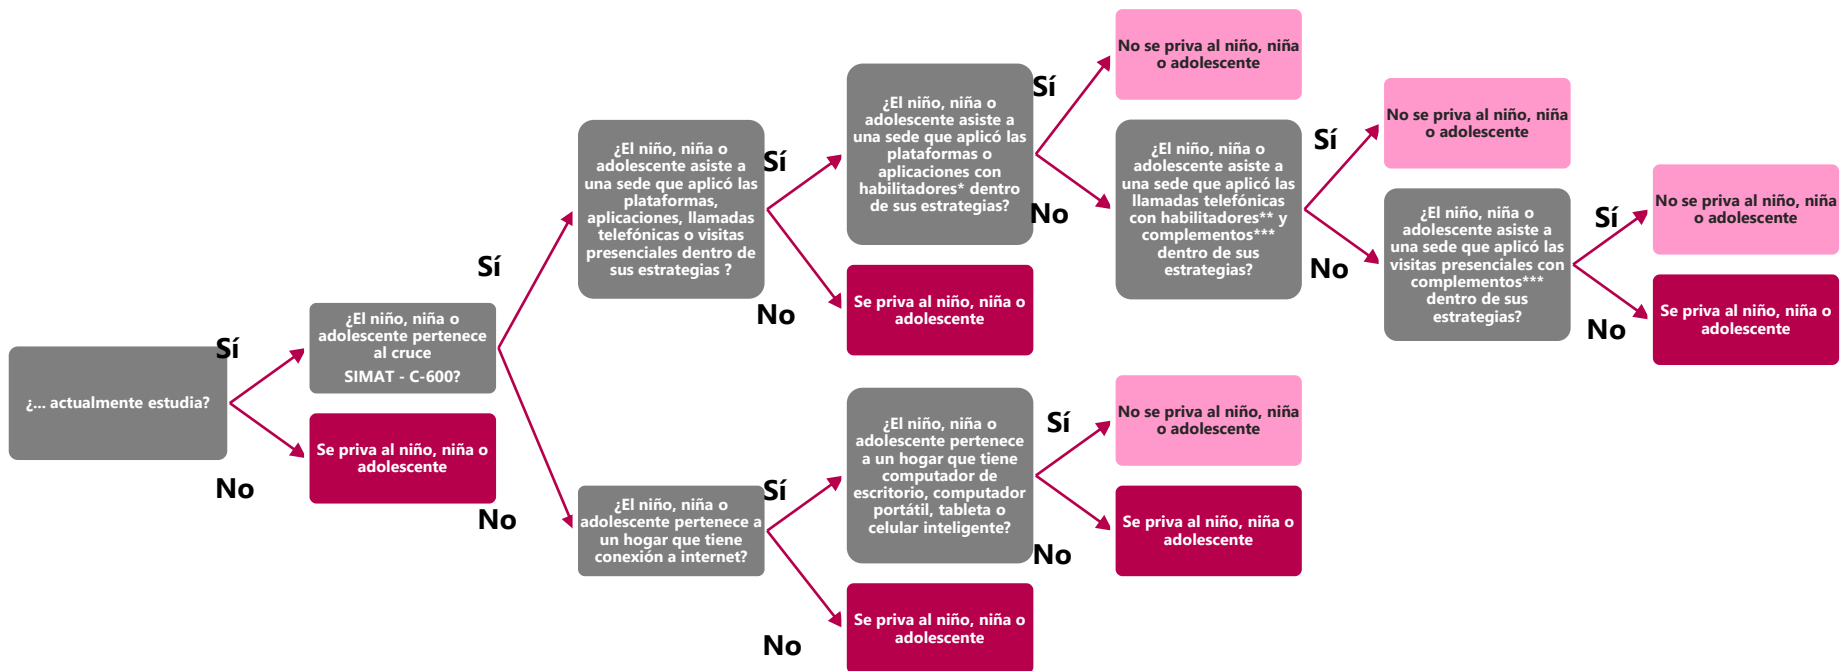 ¿... actualmente estudia?
Sí
No
¿El niño, niña o
adolescente pertenece
al cruce
SIMAT - C-600?
Se priva al niño, niña o
adolescente
Sí
No
¿El niño, niña o
adolescente asiste a
una sede que aplicó las
plataformas,
aplicaciones, llamadas
telefónicas o visitas
presenciales dentro de
sus estrategias ?
¿El niño, niña o
adolescente pertenece a
un hogar que tiene
conexión a internet?
Sí
No
Sí
No
¿El niño, niña o
adolescente asiste a
una sede que aplicó las
plataformas o
aplicaciones con
habilitadores* dentro
de sus estrategias?
Se priva al niño, niña o
adolescente
¿El niño, niña o
adolescente pertenece
a un hogar que tiene
computador de
escritorio, computador
portátil, tableta o
celular inteligente?
Se priva al niño, niña o
adolescente
Sí
No
Sí
No
No se priva al niño, niña
o adolescente
¿El niño, niña o
adolescente asiste a
una sede que aplicó las
llamadas telefónicas
con habilitadores** y
complementos***
dentro de sus
estrategias?
No se priva al niño, niña
o adolescente
Se priva al niño, niña o
adolescente
Sí
No
No se priva al niño, niña
o adolescente
¿El niño, niña o
adolescente asiste a
una sede que aplicó las
visitas presenciales con
complementos***
dentro de sus
estrategias?
Sí
No
No se priva al niño, niña
o adolescente
Se priva al niño, niña o
adolescente